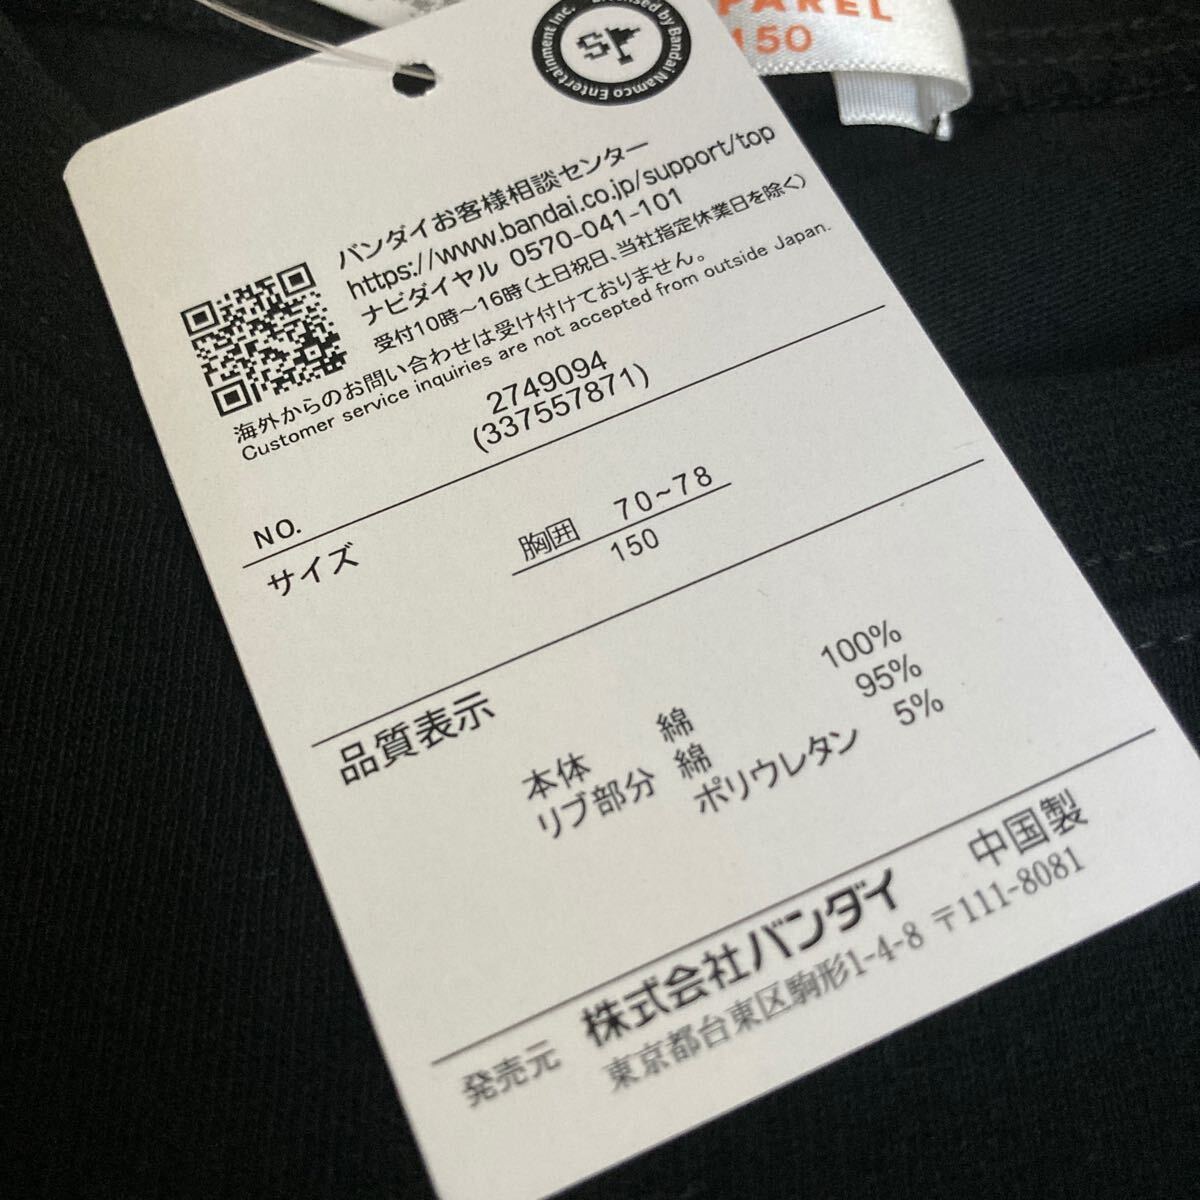 PAREL
150
Licensed by Bandai Namco Entertainment Inc.
バンダイお客様相談センター
https://www.bandai.co.jp/support/top
ナビダイヤル 0570-041-101
受付10時～16時(土日祝日、当社指定休業日を除く)
海外からのお問い合わせは受け付けておりません。
Customer service inquiries are not accepted from outside Japan.
NO. 2749094
(337557871)
サイズ 胸囲 70~78
150
品質表示
本体 綿 100%
リブ部分 綿 95%
ポリウレタン 5%
中国製
発売元 株式会社バンダイ
東京都台東区駒形1-4-8 〒111-8081